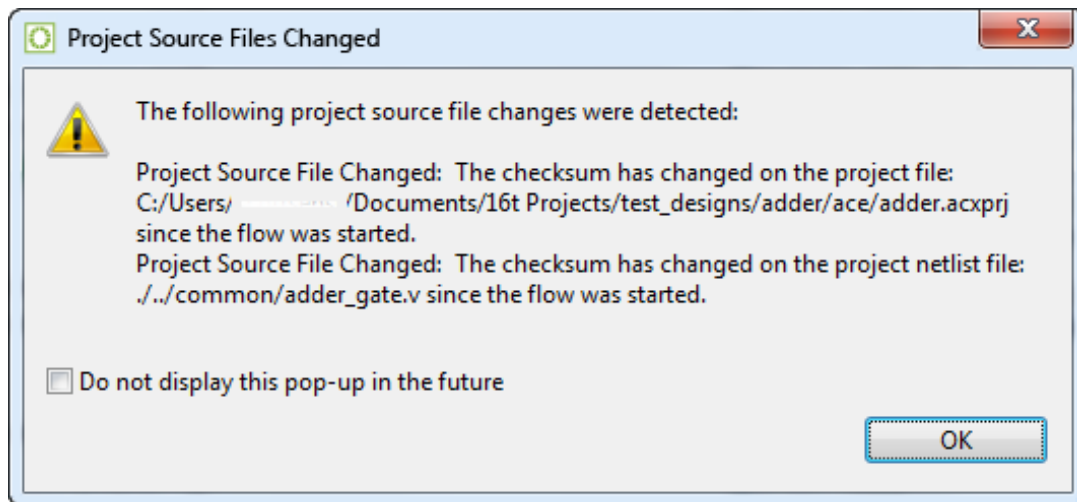 Project Source Files Changed
The following project source file changes were detected:
Project Source File Changed: The checksum has changed on the project file:
C:/Users/ /Documents/16t Projects/test_designs/adder/ace/adder.acxprj
since the flow was started.
Project Source File Changed: The checksum has changed on the project netlist file:
./../common/adder_gate.v since the flow was started.
Do not display this pop-up in the future
OK